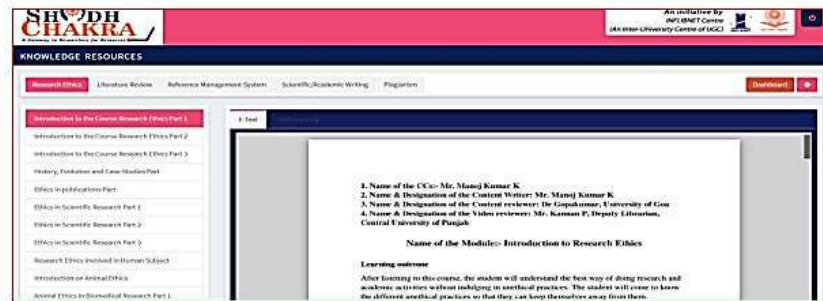 SHODH
CHAKRA
A Gateway to Researchers for Resources
An initiative by
INFLIBNET Centre
(An Inter-University Centre of UGC)
KNOWLEDGE RESOURCES
Research Ethics
Literature Review
Reference Management System
Scientific/Academic Writing
Plagiarism
Dashboard
Introduction to the Course Research Ethics Part 1
Introduction to the Course Research Ethics Part 2
Introduction to the Course Research Ethics Part 3
History, Evolution and Case Studies Part
Ethics in publications Part
Ethics in Scientific Research Part 1
Ethics in Scientific Research Part 2
Ethics in Scientific Research Part 3
Research Ethics involved in Human Subject
Introduction on Animal Ethics
Animal Ethics in Biomedical Research Part 1
E-Text
1. Name of the CCs:- Mr. Manoj Kumar K
2. Name & Designation of the Content Writer: Mr. Manoj Kumar K
3. Name & Designation of the Content reviewer: Dr Gopakumar, University of Goa
4. Name & Designation of the Video reviewer: Mr. Kannan P, Deputy Librarian,
Central University of Punjab
Name of the Module:- Introduction to Research Ethics
Learning outcome
After listening to this course, the student will understand the best way of doing research and
academic activities without indulging in unethical practices. The student will come to know
the different unethical practices so that they can keep themselves away from them.